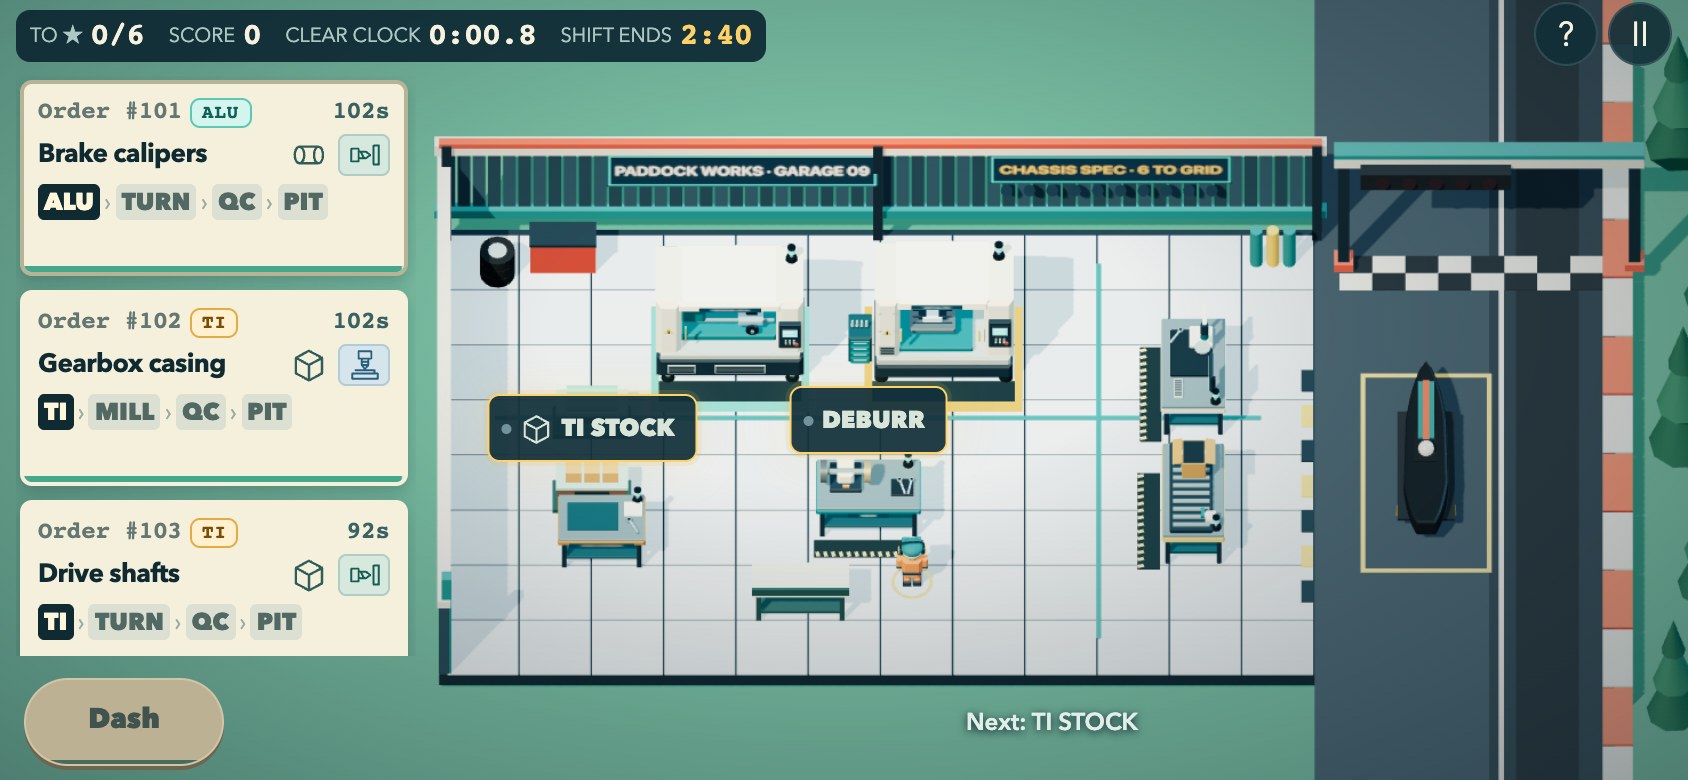 TO ★ 0/6 SCORE 0 CLEAR CLOCK 0:00.8 SHIFT ENDS 2:40
?
Order #101 ALU 102s
Brake calipers
ALU › TURN › QC › PIT
Order #102 TI 102s
Gearbox casing
TI › MILL › QC › PIT
Order #103 TI 92s
Drive shafts
TI › TURN › QC › PIT
Dash
PADDOCK WORKS · GARAGE 09
CHASSIS SPEC · 6 TO GRID
TI STOCK
DEBURR
Next: TI STOCK